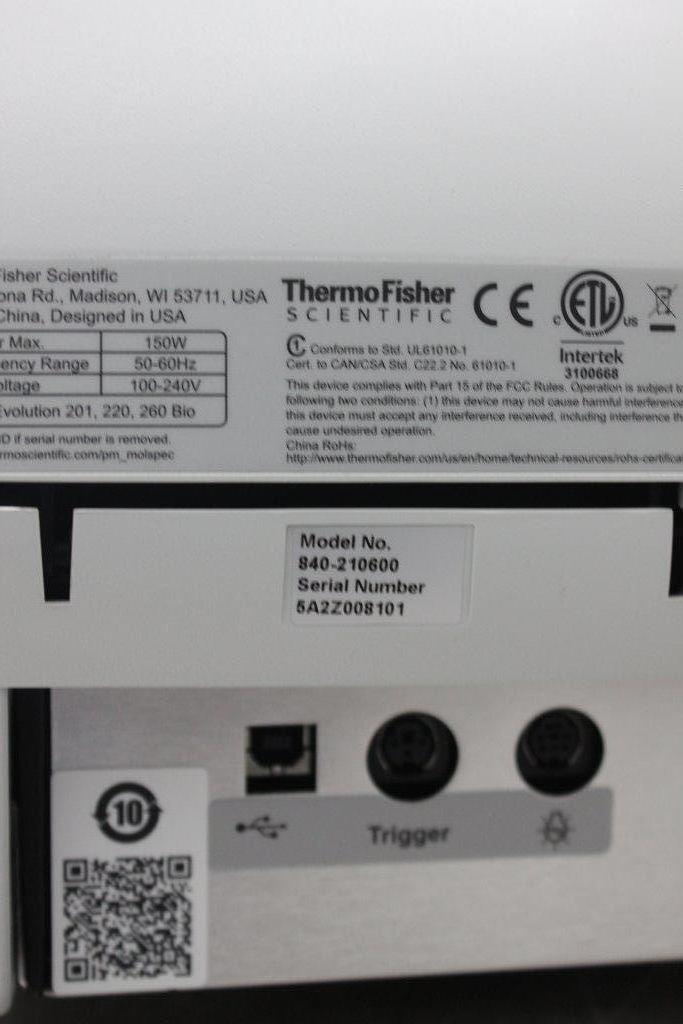 Fisher Scientific
ona Rd., Madison, WI 53711, USA
China, Designed in USA
r Max. 150W
ency Range 50-60Hz
oltage 100-240V
Evolution 201, 220, 260 Bio
D if serial number is removed.
rmoscientific.com/pm_molspec
ThermoFisher
SCIENTIFIC
CE
c ETL us
LISTED
Intertek
3100668
Conforms to Std. UL61010-1
Cert. to CAN/CSA Std. C22.2 No. 61010-1
This device complies with Part 15 of the FCC Rules. Operation is subject to
following two conditions: (1) this device may not cause harmful interference
this device must accept any interference received, including interference th
cause undesired operation.
China RoHs:
http://www.thermofisher.com/us/en/home/technical-resources/rohs-certifica
Model No.
840-210600
Serial Number
5A2Z008101
Trigger
10